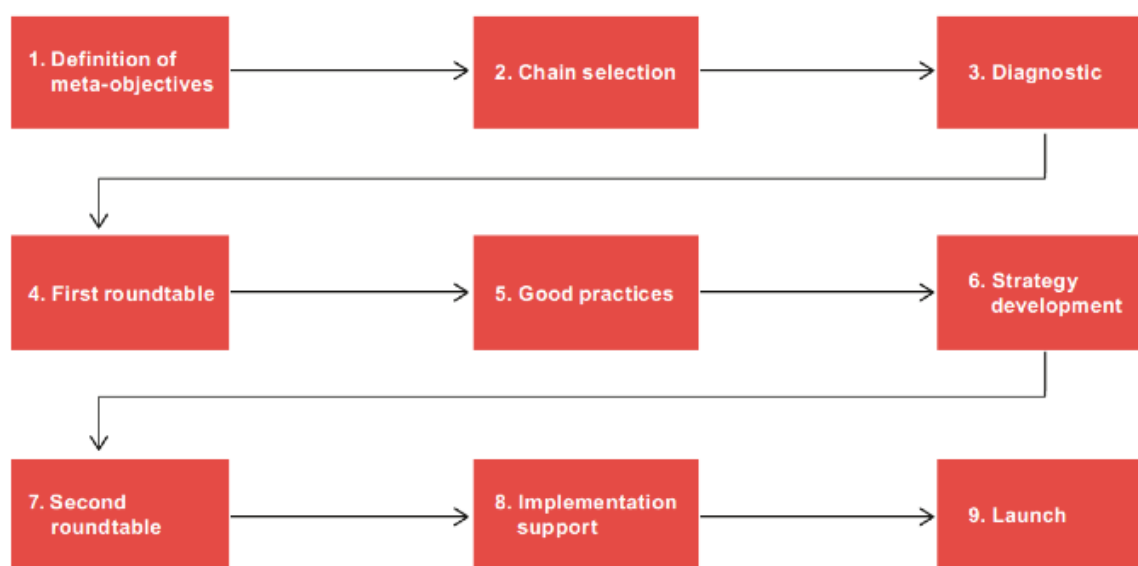 1. Definition of
meta-objectives
2. Chain selection
3. Diagnostic
4. First roundtable
5. Good practices
6. Strategy
development
7. Second
roundtable
8. Implementation
support
9. Launch